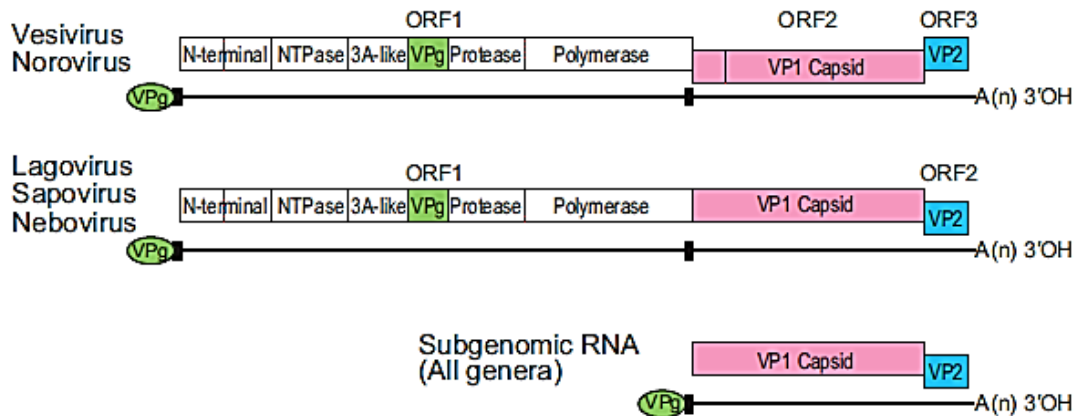 ORF1 ORF2 ORF3
Vesivirus
Norovirus
N-terminal NTPase 3A-like VPg Protease Polymerase VP1 Capsid VP2
VPg A(n) 3'OH
Lagovirus
Sapovirus
Nebovirus
ORF1 ORF2
N-terminal NTPase 3A-like VPg Protease Polymerase VP1 Capsid VP2
VPg A(n) 3'OH
Subgenomic RNA
(All genera)
VP1 Capsid VP2
VPg A(n) 3'OH